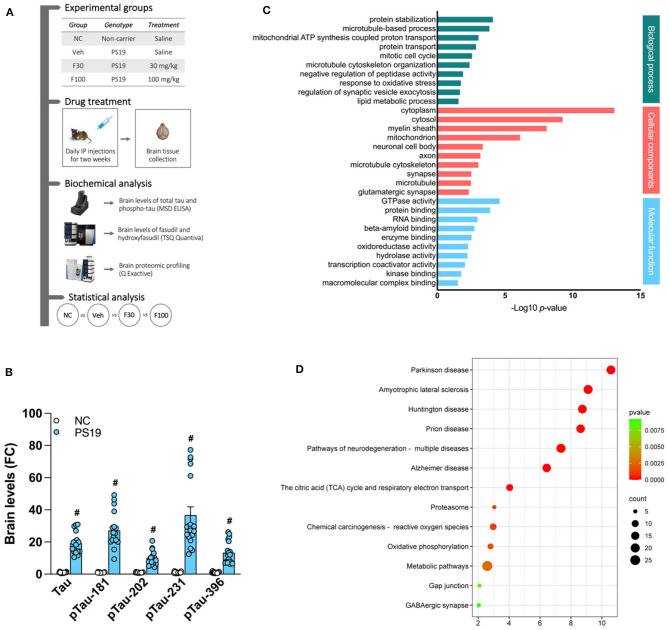 A
Experimental groups
Group Genotype Treatment
NC Non-carrier Saline
Veh PS19 Saline
F30 PS19 30 mg/kg
F100 PS19 100 mg/kg
Drug treatment
Daily IP injections
for two weeks
Brain tissue
collection
Biochemical analysis
Brain levels of total tau and
phospho-tau (MSD ELISA)
Brain levels of fasudil and
hydroxyfasudil (TSQ Quantiva)
Brain proteomic profiling
(Q Exactive)
Statistical analysis
NC vs Veh vs F30 vs F100
B
Brain levels (FC)
100
80
60
40
20
0
NC
PS19
# # # # #
Tau
pTau-181
pTau-202
pTau-231
pTau-396
C
protein stabilization
microtubule-based process
mitochondrial ATP synthesis coupled proton transport
protein transport
mitotic cell cycle
microtubule cytoskeleton organization
negative regulation of peptidase activity
response to oxidative stress
regulation of synaptic vesicle exocytosis
lipid metabolic process
cytoplasm
cytosol
myelin sheath
mitochondrion
neuronal cell body
axon
microtubule cytoskeleton
synapse
microtubule
glutamatergic synapse
GTPase activity
protein binding
RNA binding
beta-amyloid binding
enzyme binding
oxidoreductase activity
hydrolase activity
transcription coactivator activity
kinase binding
macromolecular complex binding
0 5 10 15
-Log10 p-value
Biological process
Cellular components
Molecular function
D
Parkinson disease
Amyotrophic lateral sclerosis
Huntington disease
Prion disease
Pathways of neurodegeneration - multiple diseases
Alzheimer disease
The citric acid (TCA) cycle and respiratory electron transport
Proteasome
Chemical carcinogenesis - reactive oxygen species
Oxidative phosphorylation
Metabolic pathways
Gap junction
GABAergic synapse
2 4 6 8 10
pvalue
0.0075
0.0050
0.0025
0.0000
count
5
10
15
20
25